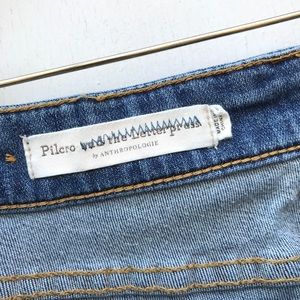 Pilcro and the letterpress
by ANTHROPOLOGIE